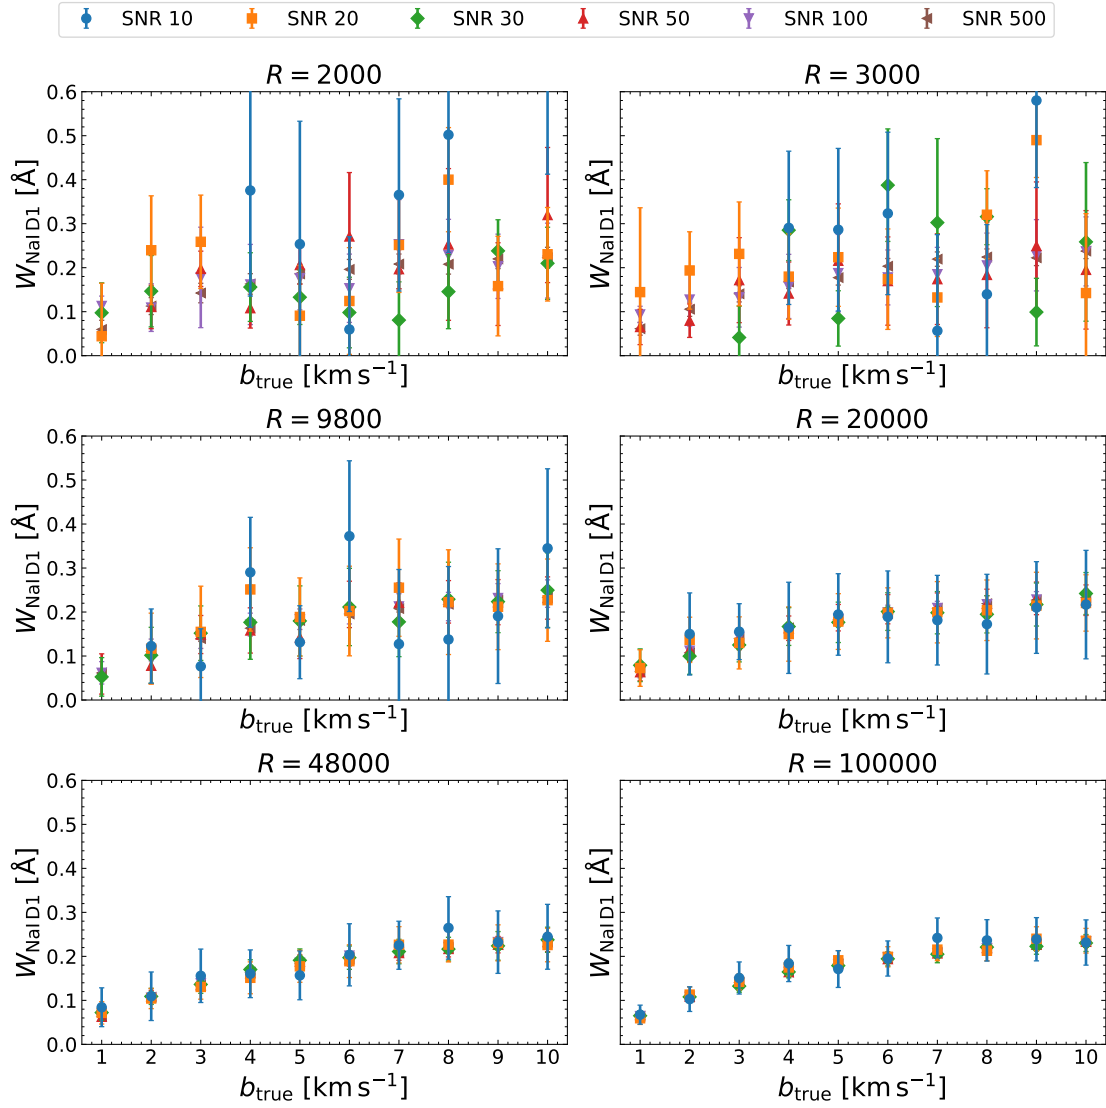 SNR 10 SNR 20 SNR 30 SNR 50 SNR 100 SNR 500
R = 2000
R = 3000
0.6
0.5
0.4
0.3
0.2
0.1
0.0
W_NaI D1 [Å]
W_NaI D1 [Å]
b_true [km s⁻¹]
b_true [km s⁻¹]
R = 9800
R = 20000
0.6
0.5
0.4
0.3
0.2
0.1
0.0
W_NaI D1 [Å]
W_NaI D1 [Å]
b_true [km s⁻¹]
b_true [km s⁻¹]
R = 48000
R = 100000
0.6
0.5
0.4
0.3
0.2
0.1
0.0
W_NaI D1 [Å]
W_NaI D1 [Å]
1 2 3 4 5 6 7 8 9 10
1 2 3 4 5 6 7 8 9 10
b_true [km s⁻¹]
b_true [km s⁻¹]